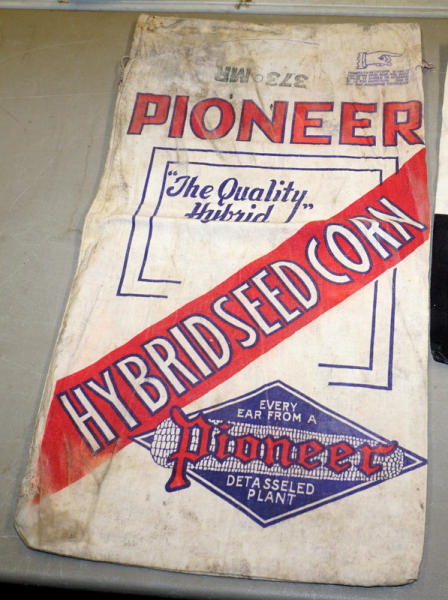 373•MR
PIONEER
"The Quality
Hybrid"
HYBRID SEED CORN
EVERY
EAR FROM A
Pioneer
DETASSELED
PLANT